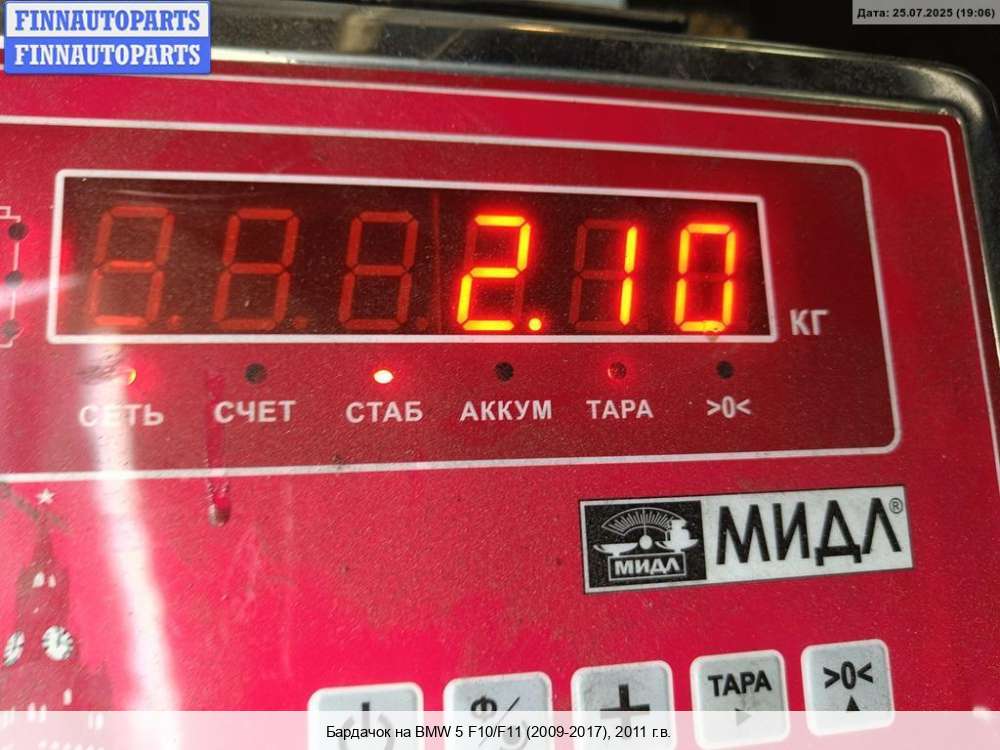 FINNAUTOPARTS
FINNAUTOPARTS
Дата: 25.07.2025 (19:06)
2.10
КГ
СЕТЬ СЧЕТ СТАБ АККУМ ТАРА >0<
МИДЛ МИДЛ®
Ф/ + ТАРА >0<
Бардачок на BMW 5 F10/F11 (2009-2017), 2011 г.в.